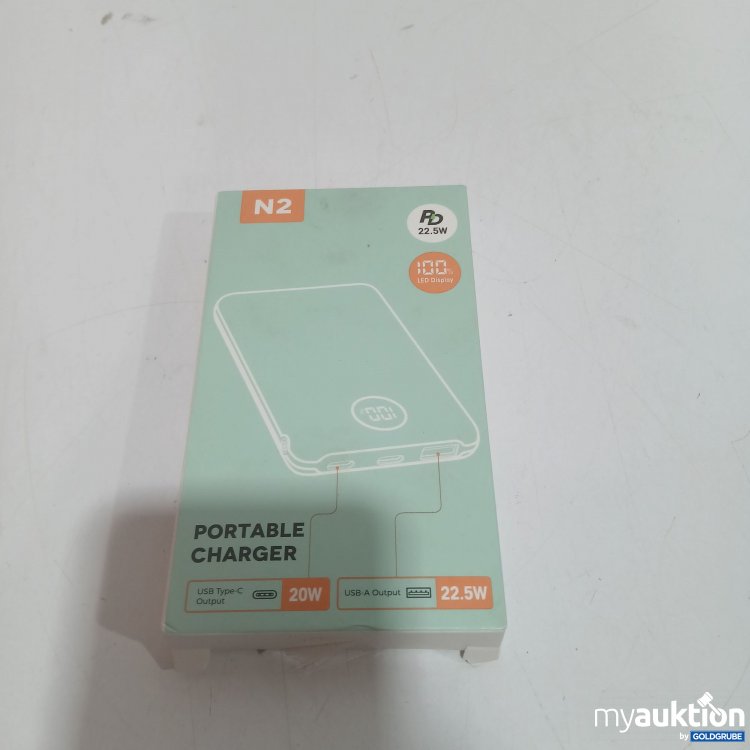 N2
PD
22.5W
100%
LED Display
100%
PORTABLE
CHARGER
USB Type-C
Output
20W
USB-A Output
22.5W
myauktion
by GOLDGRUBE